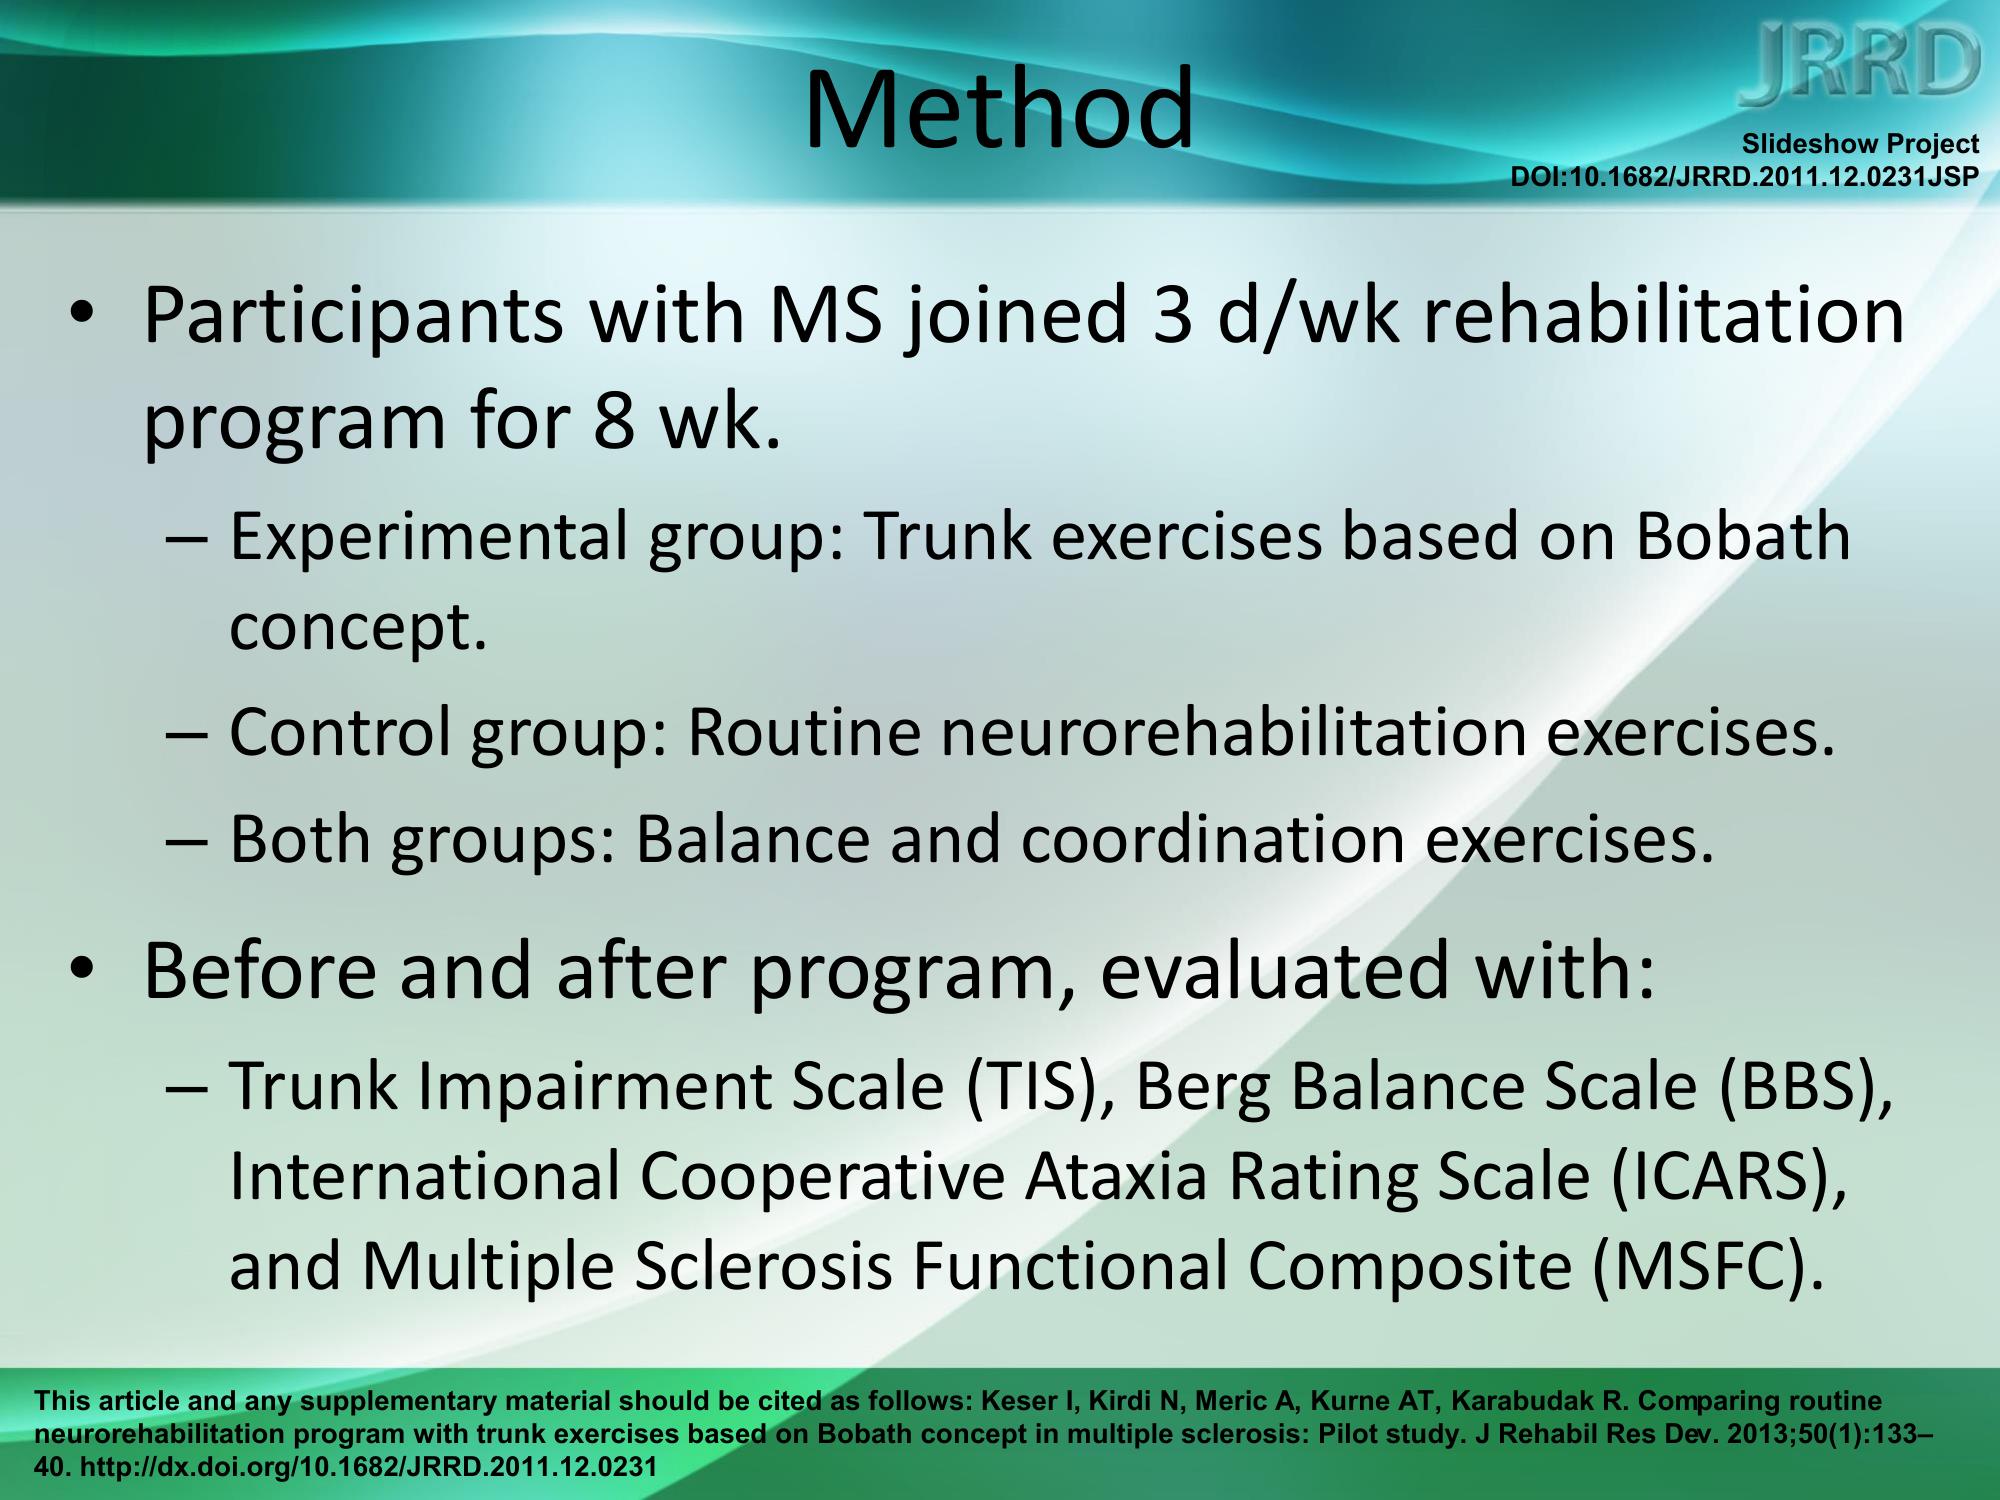 JRRD
Method
Slideshow Project
DOI:10.1682/JRRD.2011.12.0231JSP
• Participants with MS joined 3 d/wk rehabilitation
program for 8 wk.
– Experimental group: Trunk exercises based on Bobath
concept.
– Control group: Routine neurorehabilitation exercises.
– Both groups: Balance and coordination exercises.
• Before and after program, evaluated with:
– Trunk Impairment Scale (TIS), Berg Balance Scale (BBS),
International Cooperative Ataxia Rating Scale (ICARS),
and Multiple Sclerosis Functional Composite (MSFC).
This article and any supplementary material should be cited as follows: Keser I, Kirdi N, Meric A, Kurne AT, Karabudak R. Comparing routine
neurorehabilitation program with trunk exercises based on Bobath concept in multiple sclerosis: Pilot study. J Rehabil Res Dev. 2013;50(1):133–
40. http://dx.doi.org/10.1682/JRRD.2011.12.0231